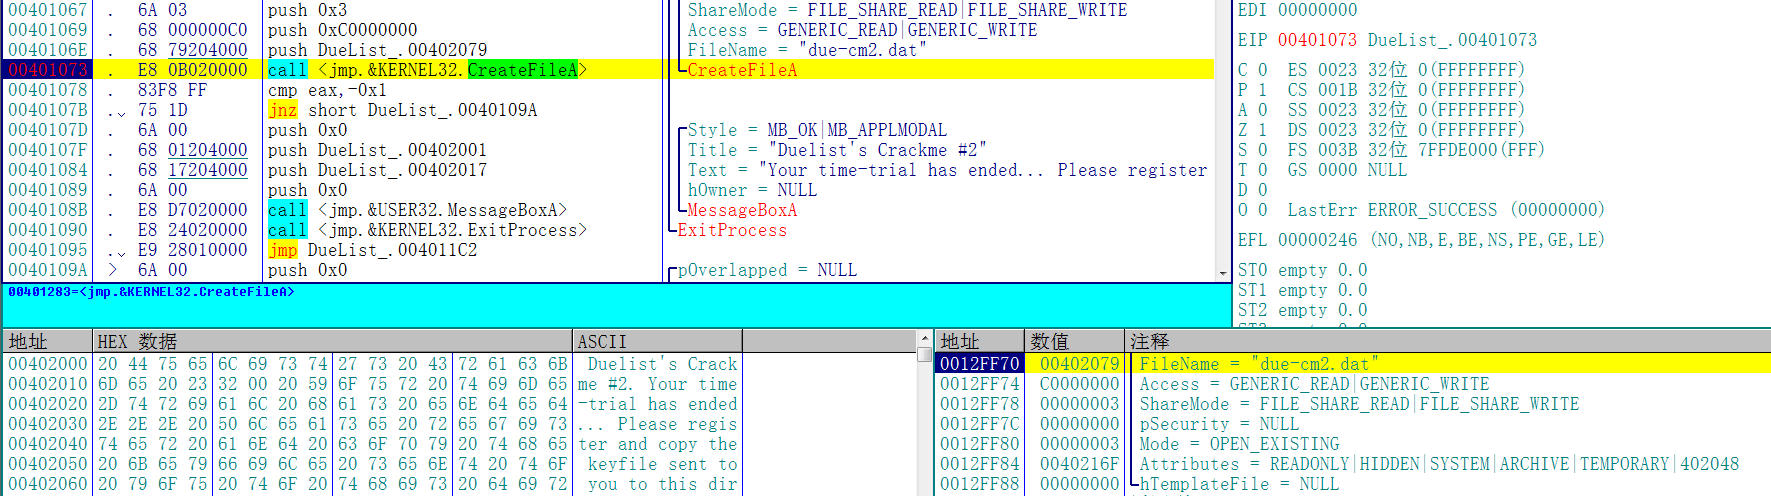 00401067 . 6A 03 push 0x3 ShareMode = FILE_SHARE_READ|FILE_SHARE_WRITE
00401069 . 68 000000C0 push 0xC0000000 Access = GENERIC_READ|GENERIC_WRITE
0040106E . 68 79204000 push DueList_.00402079 FileName = "due-cm2.dat"
00401073 . E8 0B020000 call <jmp.&KERNEL32.CreateFileA> CreateFileA
00401078 . 83F8 FF cmp eax,-0x1
0040107B . 75 1D jnz short DueList_.0040109A
0040107D . 6A 00 push 0x0 Style = MB_OK|MB_APPLMODAL
0040107F . 68 01204000 push DueList_.00402001 Title = "Duelist's Crackme #2"
00401084 . 68 17204000 push DueList_.00402017 Text = "Your time-trial has ended... Please register
00401089 . 6A 00 push 0x0 hOwner = NULL
0040108B . E8 D7020000 call <jmp.&USER32.MessageBoxA> MessageBoxA
00401090 . E8 24020000 call <jmp.&KERNEL32.ExitProcess> ExitProcess
00401095 . E9 28010000 jmp DueList_.004011C2
0040109A > 6A 00 push 0x0 pOverlapped = NULL
00401283=<jmp.&KERNEL32.CreateFileA>
EDI 00000000
EIP 00401073 DueList_.00401073
C 0 ES 0023 32位 0(FFFFFFFF)
P 1 CS 001B 32位 0(FFFFFFFF)
A 0 SS 0023 32位 0(FFFFFFFF)
Z 1 DS 0023 32位 0(FFFFFFFF)
S 0 FS 003B 32位 7FFDE000(FFF)
T 0 GS 0000 NULL
D 0
O 0 LastErr ERROR_SUCCESS (00000000)
EFL 00000246 (NO,NB,E,BE,NS,PE,GE,LE)
ST0 empty 0.0
ST1 empty 0.0
ST2 empty 0.0
地址 HEX 数据 ASCII
00402000 20 44 75 65 6C 69 73 74 27 73 20 43 72 61 63 6B Duelist's Crack
00402010 6D 65 20 23 32 00 20 59 6F 75 72 20 74 69 6D 65 me #2. Your time
00402020 2D 74 72 69 61 6C 20 68 61 73 20 65 6E 64 65 64 -trial has ended
00402030 2E 2E 2E 20 50 6C 65 61 73 65 20 72 65 67 69 73 ... Please regis
00402040 74 65 72 20 61 6E 64 20 63 6F 70 79 20 74 68 65 ter and copy the
00402050 20 6B 65 79 66 69 6C 65 20 73 65 6E 74 20 74 6F keyfile sent to
00402060 20 79 6F 75 20 74 6F 20 74 68 69 73 20 64 69 72 you to this dir
地址 数值 注释
0012FF70 00402079 FileName = "due-cm2.dat"
0012FF74 C0000000 Access = GENERIC_READ|GENERIC_WRITE
0012FF78 00000003 ShareMode = FILE_SHARE_READ|FILE_SHARE_WRITE
0012FF7C 00000000 pSecurity = NULL
0012FF80 00000003 Mode = OPEN_EXISTING
0012FF84 0040216F Attributes = READONLY|HIDDEN|SYSTEM|ARCHIVE|TEMPORARY|402048
0012FF88 00000000 hTemplateFile = NULL